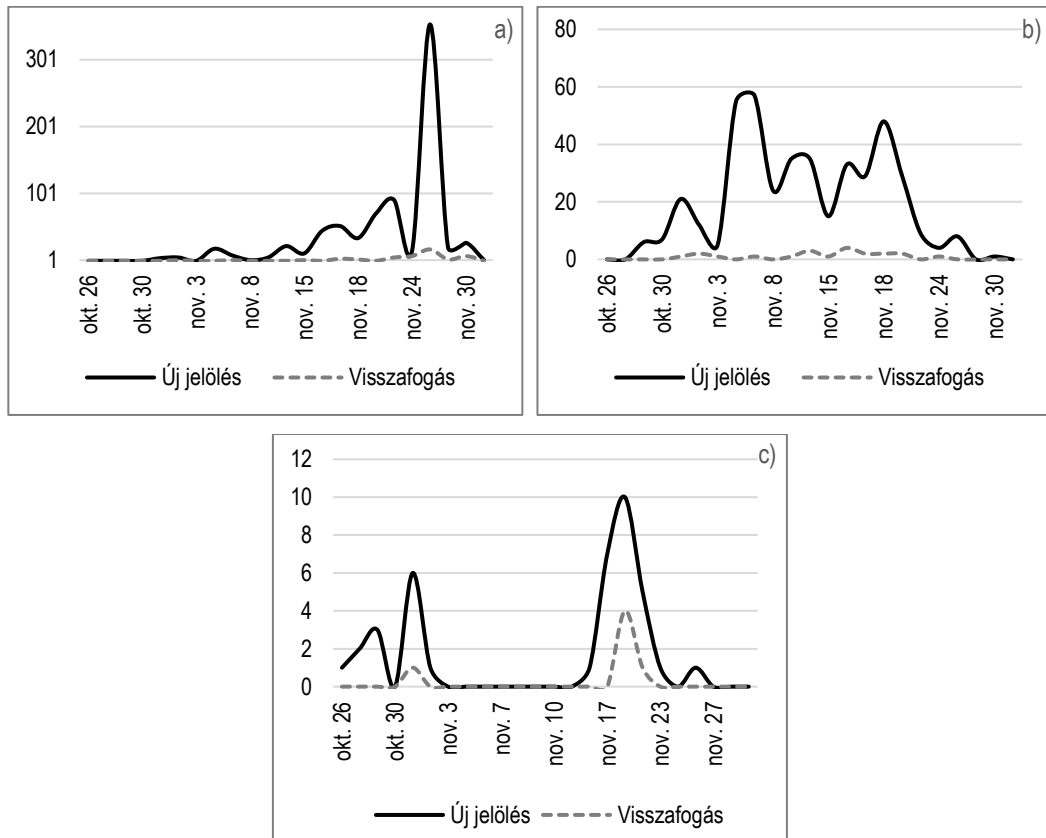 a)
301
201
101
1
okt. 26
okt. 30
nov. 3
nov. 8
nov. 15
nov. 18
nov. 24
nov. 30
Új jelölés
Visszafogás
b)
80
60
40
20
0
okt. 26
okt. 30
nov. 3
nov. 8
nov. 15
nov. 18
nov. 24
nov. 30
Új jelölés
Visszafogás
c)
12
10
8
6
4
2
0
okt. 26
okt. 30
nov. 3
nov. 7
nov. 10
nov. 17
nov. 23
nov. 27
Új jelölés
Visszafogás